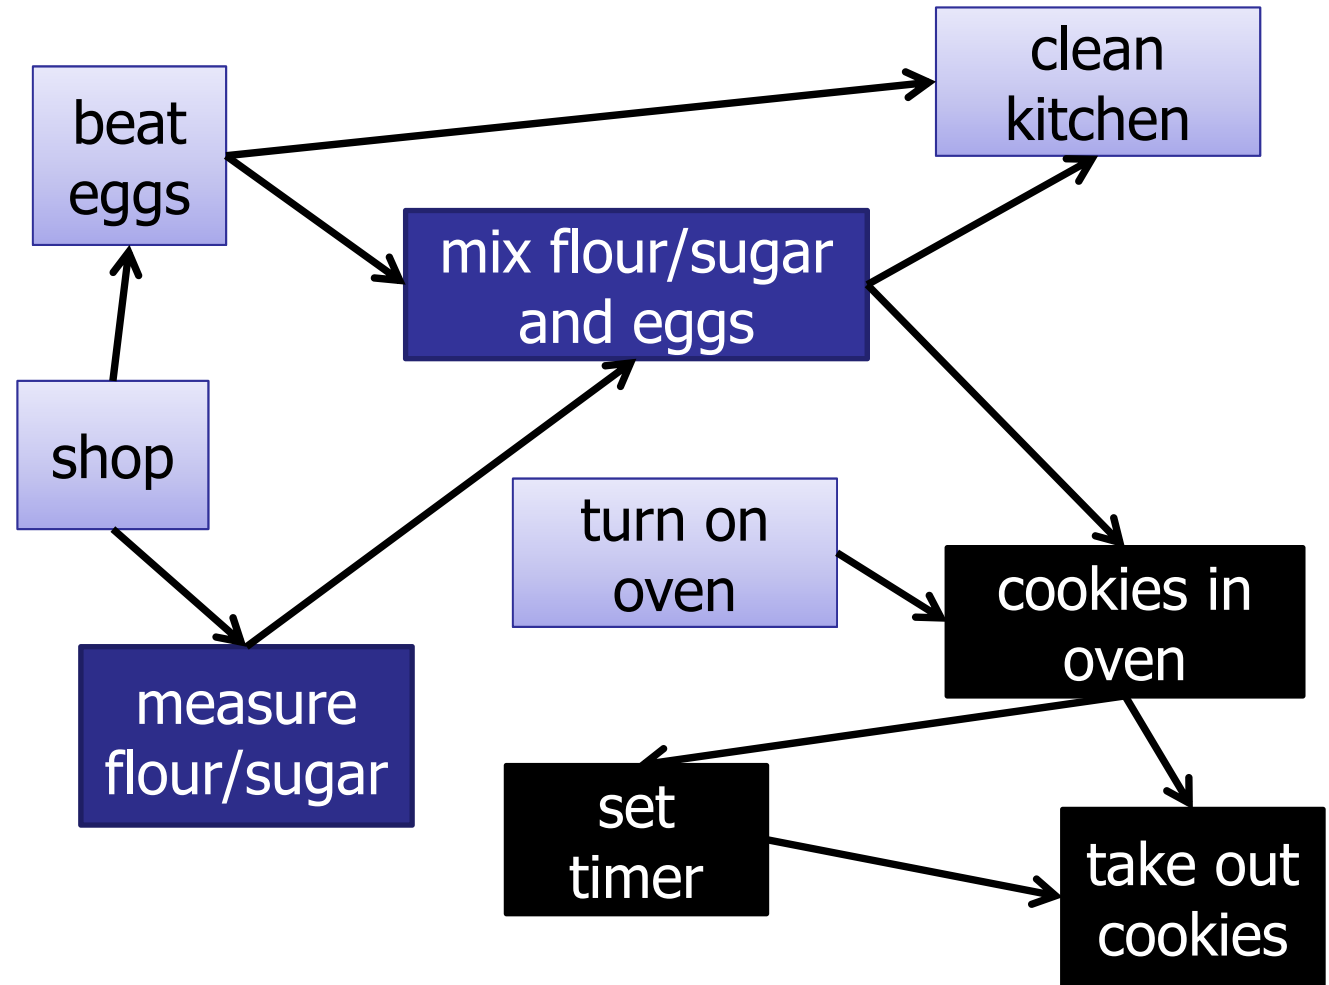 clean
kitchen
beat
eggs
mix flour/sugar
and eggs
shop
turn on
oven
cookies in
oven
measure
flour/sugar
set
timer
take out
cookies